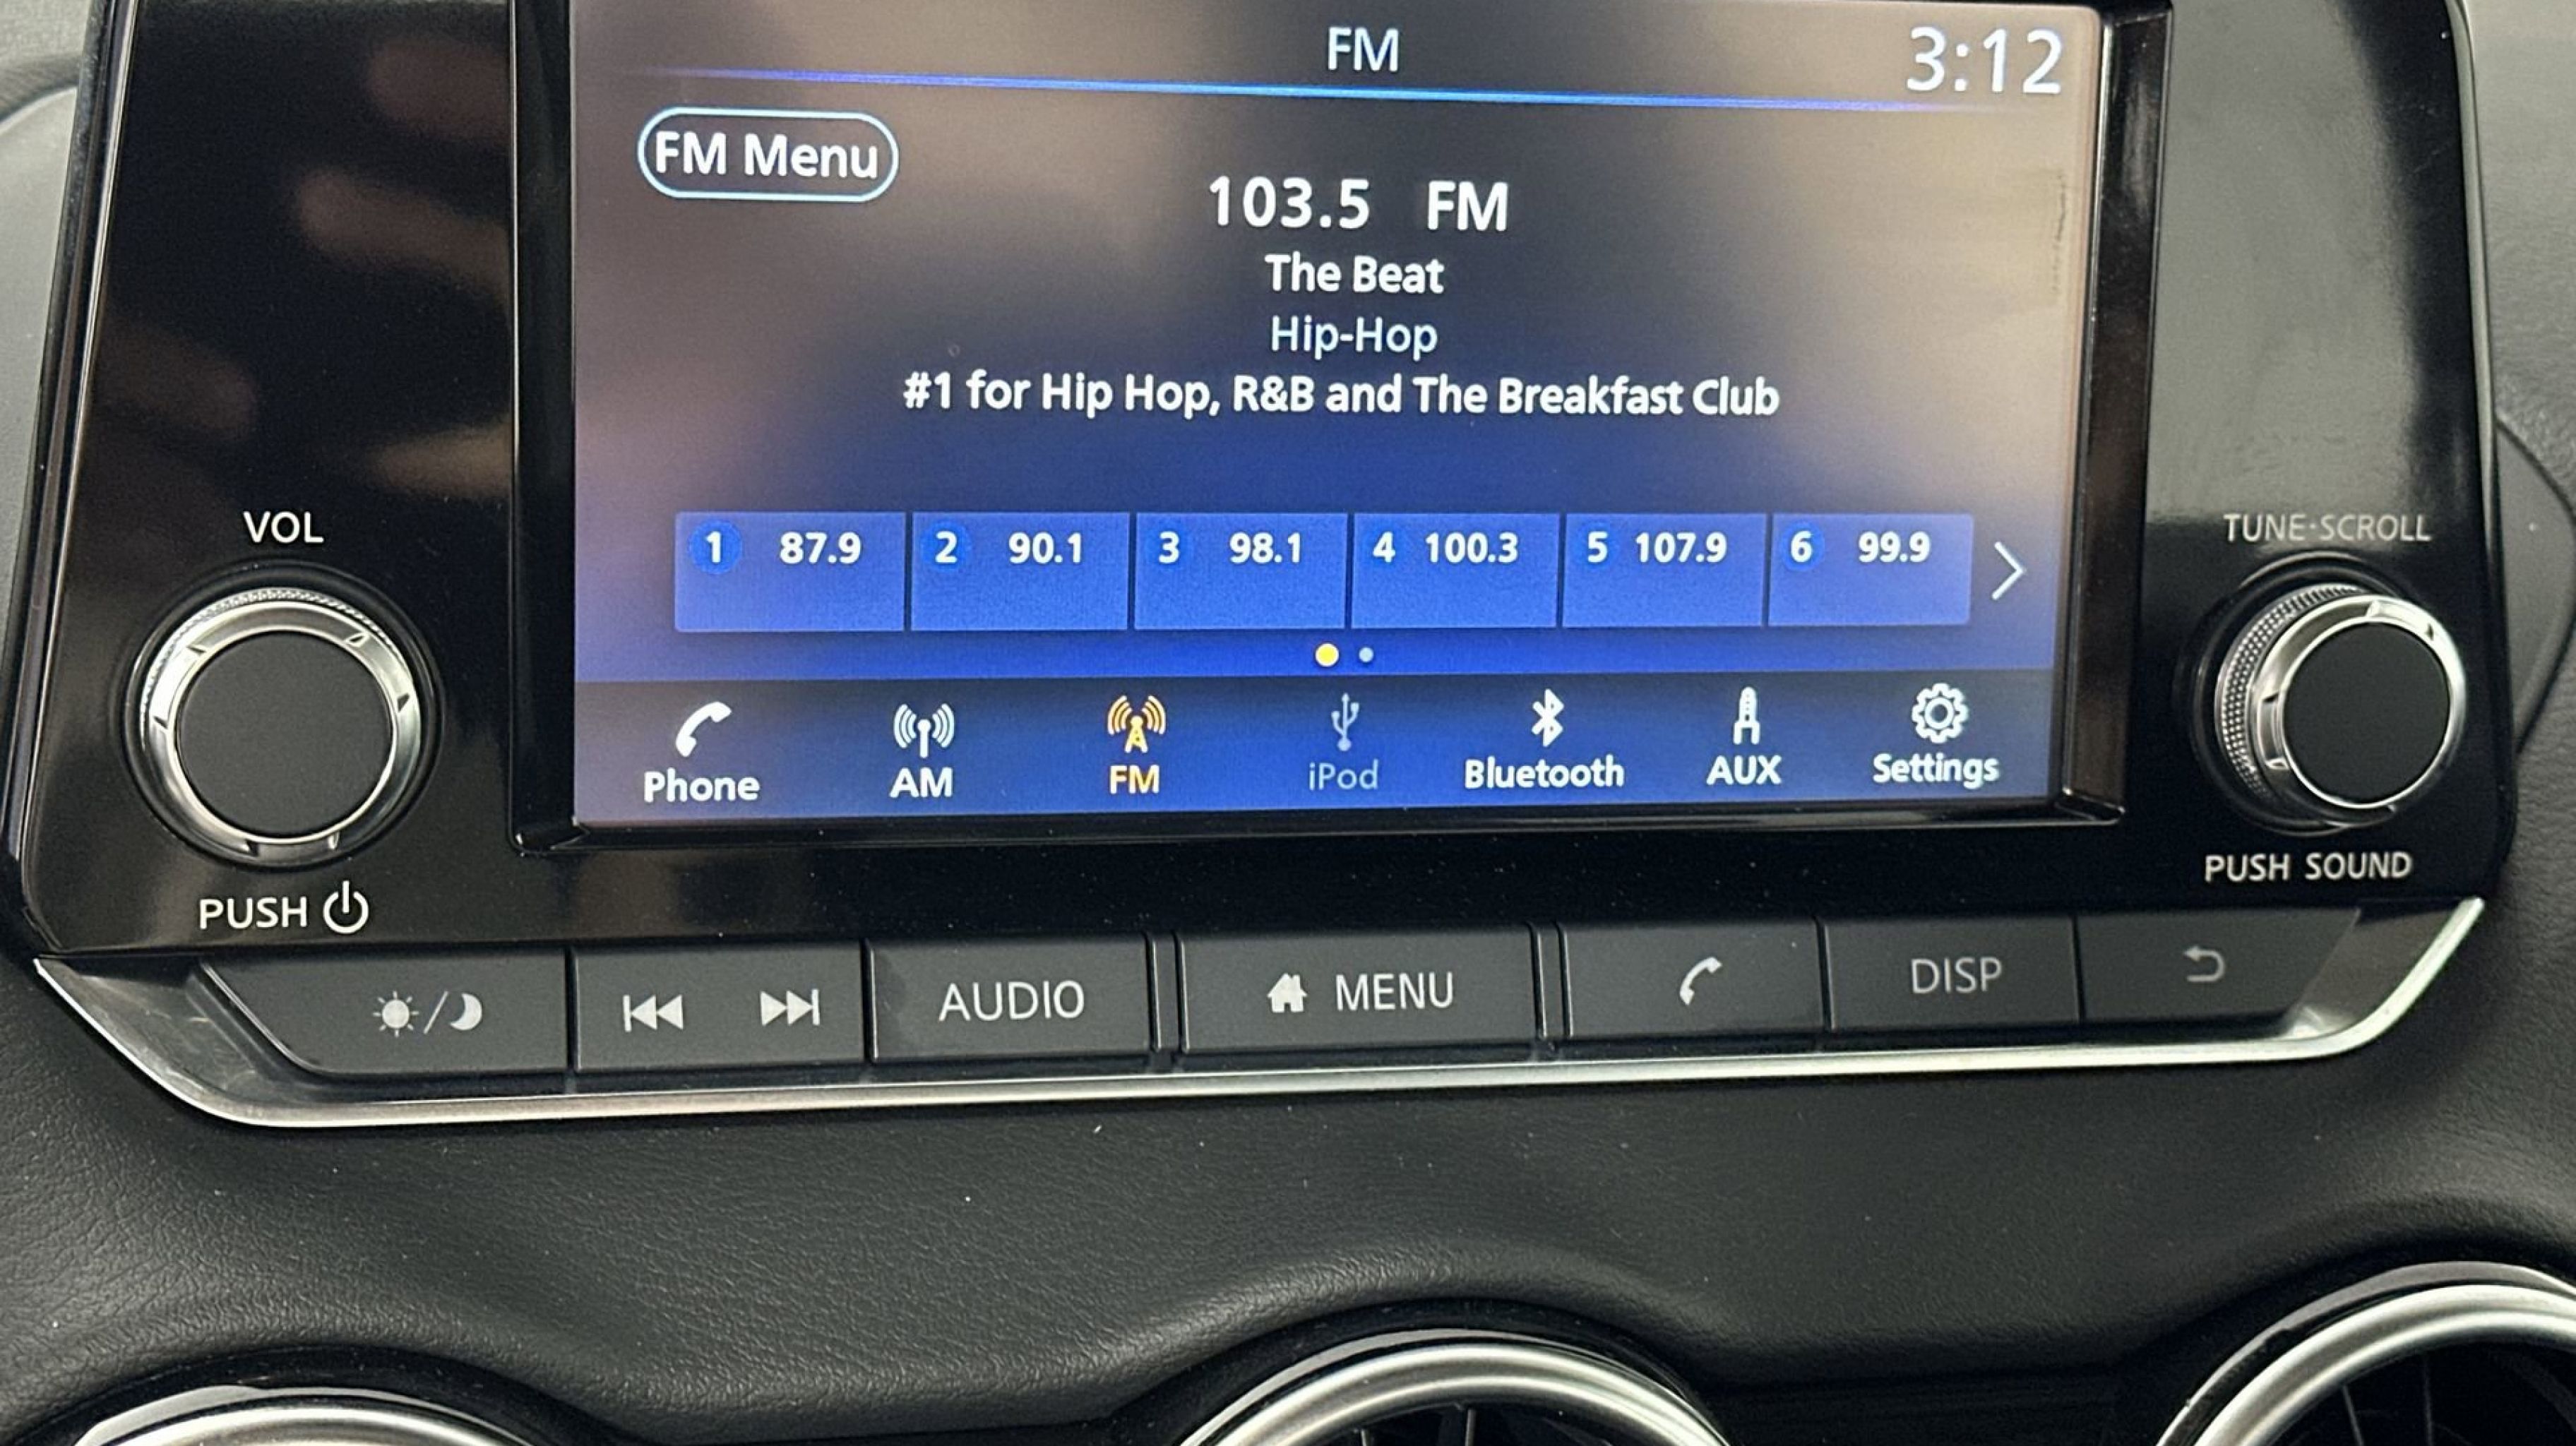 FM 3:12
FM Menu
103.5 FM
The Beat
Hip-Hop
#1 for Hip Hop, R&B and The Breakfast Club
1 87.9 2 90.1 3 98.1 4 100.3 5 107.9 6 99.9
Phone AM FM iPod Bluetooth AUX Settings
VOL
PUSH
TUNE·SCROLL
PUSH SOUND
AUDIO MENU DISP